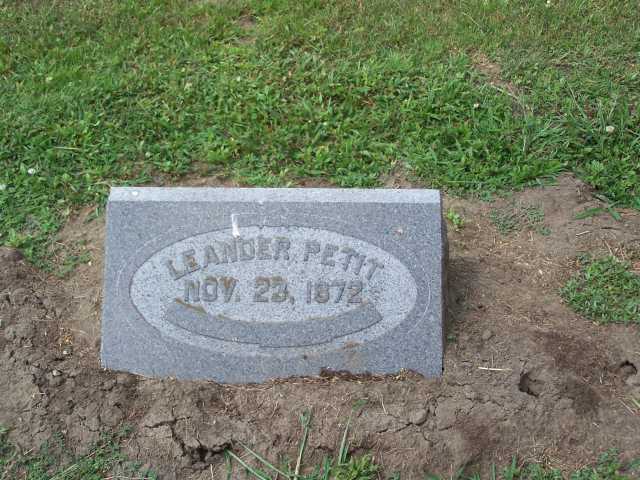 LEANDER PETIT
NOV. 23, 1872